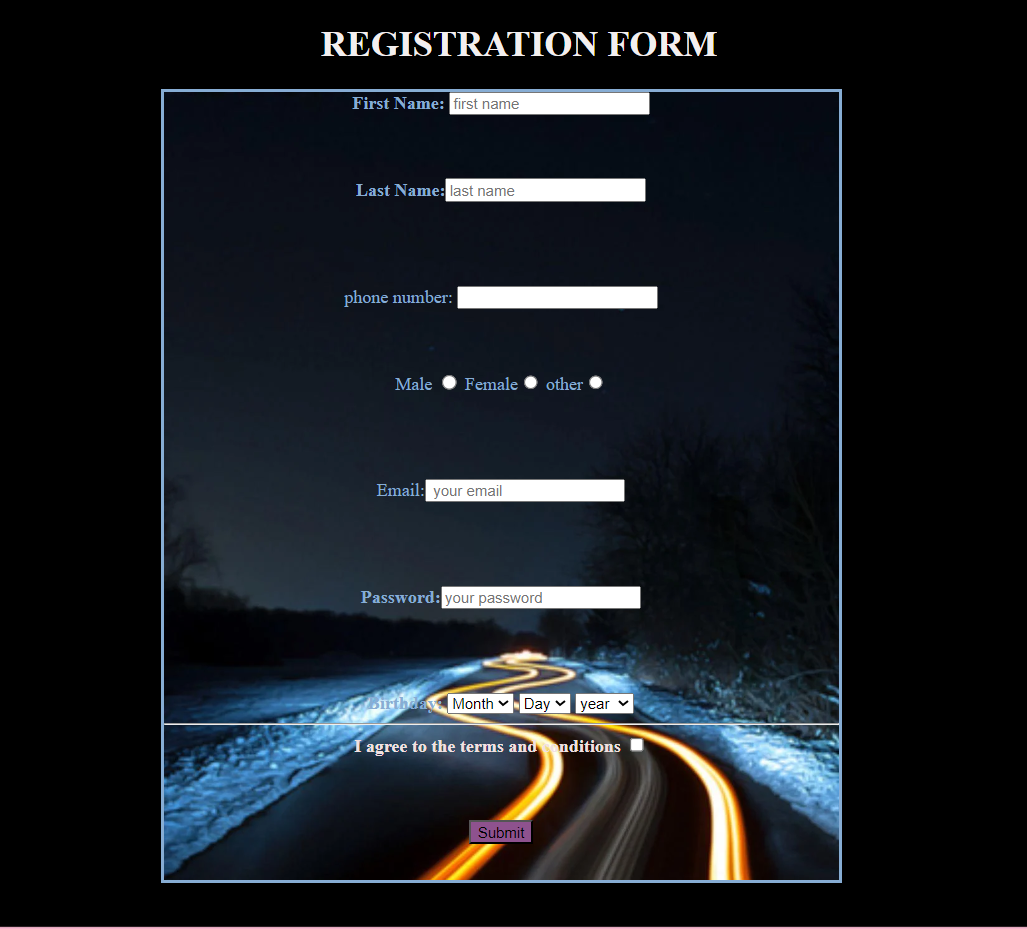 REGISTRATION FORM
First Name: first name
Last Name: last name
phone number:
Male Female other
Email: your email
Password: your password
Birthday: Month Day year
I agree to the terms and conditions
Submit